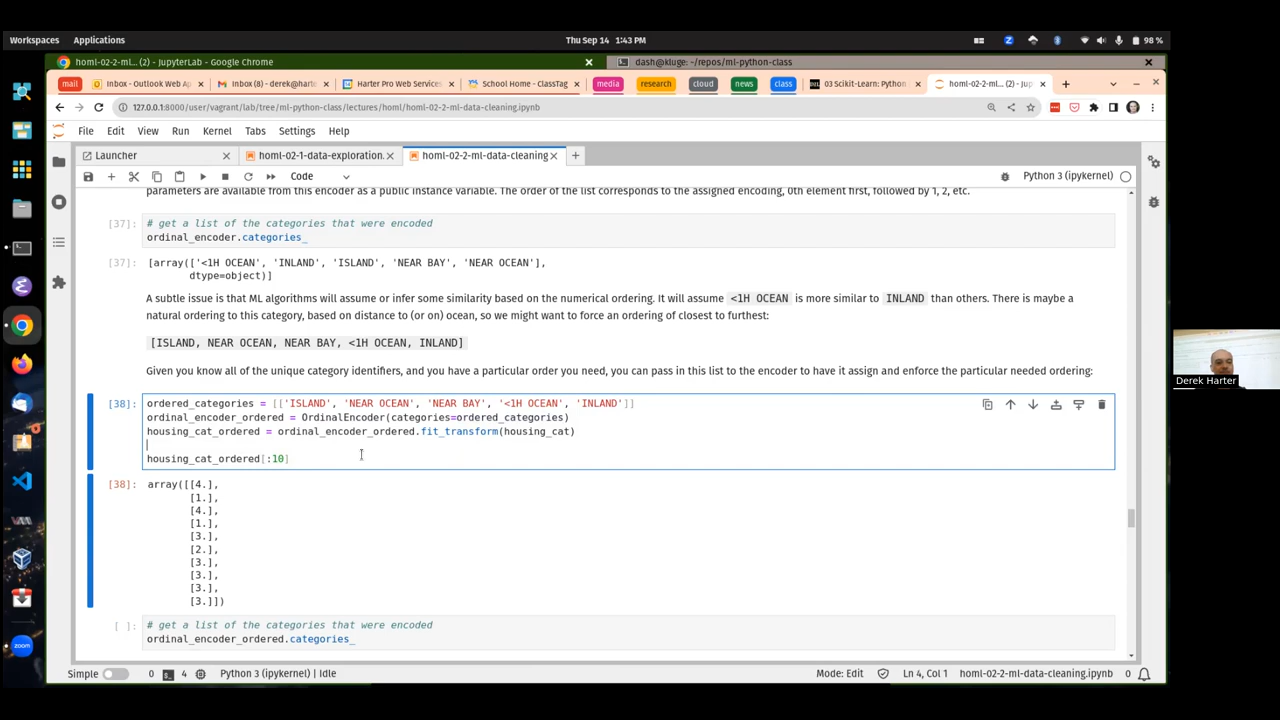 Workspaces Applications Thu Sep 14 1:43 PM 98 %
homl-02-2-ml-data-cleaning.ipynb (2) - JupyterLab - Google Chrome dash@kluge: ~/repos/ml-python-class
mail Inbox - Outlook Web Ap Inbox (8) - derek@harto Harter Pro Web Services School Home - ClassTag media research cloud news class 03 Scikit-Learn: Python homl-02-2-ml-data-clean... (2) - Jup
127.0.0.1:8000/user/vagrant/lab/tree/ml-python-class/lectures/homl/homl-02-2-ml-data-cleaning.ipynb
File Edit View Run Kernel Tabs Settings Help
Launcher homl-02-1-data-exploration. homl-02-2-ml-data-cleaning
Code Python 3 (ipykernel)
parameters are available from this encoder as a public instance variable. The order of the list corresponds to the assigned encoding, 0th element first, followed by 1, 2, etc.
[37]: # get a list of the categories that were encoded
ordinal_encoder.categories_
[37]: [array(['<1H OCEAN', 'INLAND', 'ISLAND', 'NEAR BAY', 'NEAR OCEAN'],
dtype=object)]
A subtle issue is that ML algorithms will assume or infer some similarity based on the numerical ordering. It will assume <1H OCEAN is more similar to INLAND than others. There is maybe a
natural ordering to this category, based on distance to (or on) ocean, so we might want to force an ordering of closest to furthest:
[ISLAND, NEAR OCEAN, NEAR BAY, <1H OCEAN, INLAND]
Given you know all of the unique category identifiers, and you have a particular order you need, you can pass in this list to the encoder to have it assign and enforce the particular needed ordering:
[38]: ordered_categories = [['ISLAND', 'NEAR OCEAN', 'NEAR BAY', '<1H OCEAN', 'INLAND']]
ordinal_encoder_ordered = OrdinalEncoder(categories=ordered_categories)
housing_cat_ordered = ordinal_encoder_ordered.fit_transform(housing_cat)
housing_cat_ordered[:10]
[38]: array([[4.],
[1.],
[4.],
[1.],
[3.],
[2.],
[3.],
[3.],
[3.],
[3.]])
[ ]: # get a list of the categories that were encoded
ordinal_encoder_ordered.categories_
Derek Harter
Simple 0 4 Python 3 (ipykernel) | Idle Mode: Edit Ln 4, Col 1 homl-02-2-ml-data-cleaning.ipynb 0
zoom